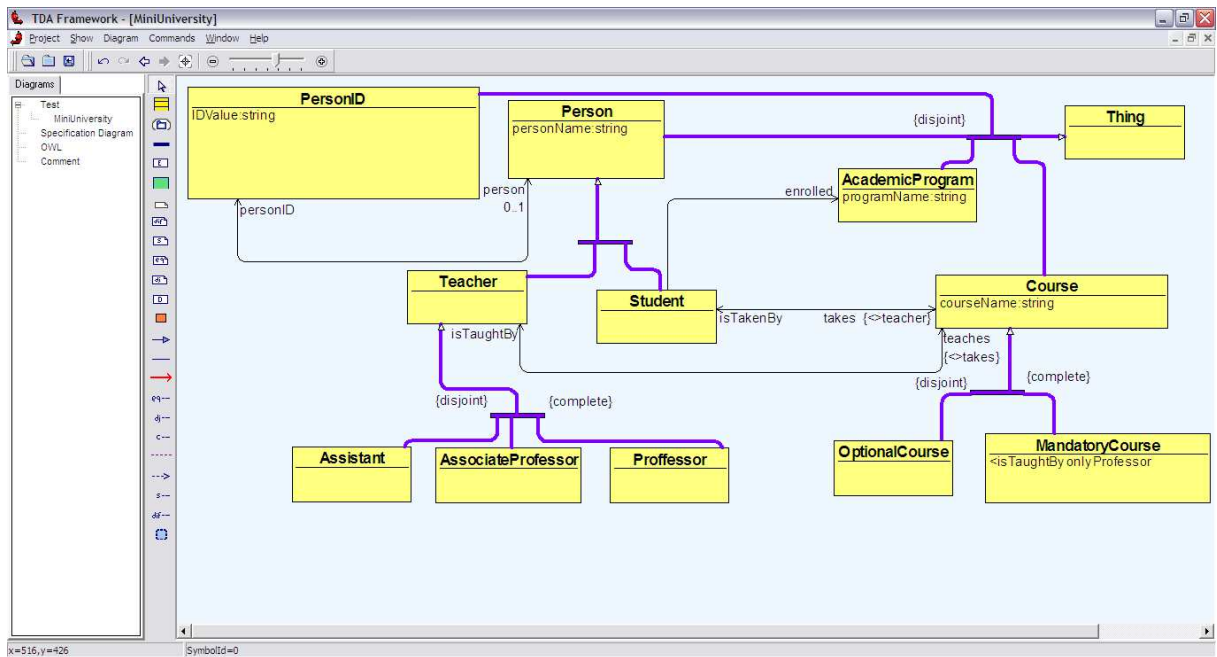 TDA Framework - [MiniUniversity]
Project Show Diagram Commands Window Help
Diagrams
Test
MiniUniversity
Specification Diagram
OWL
Comment
PersonID
IDValue:string
Person
personName:string
{disjoint}
Thing
AcademicProgram
programName:string
enrolled
person
0..1
personID
Teacher
Student
Course
courseName:string
isTakenBy
takes {<>teacher}
isTaughtBy
teaches
{<>takes}
{disjoint}
{complete}
{disjoint}
{complete}
Assistant
AssociateProfessor
Proffessor
OptionalCourse
MandatoryCourse
<isTaughtBy only Professor
x=516,y=426
SymbolId=0